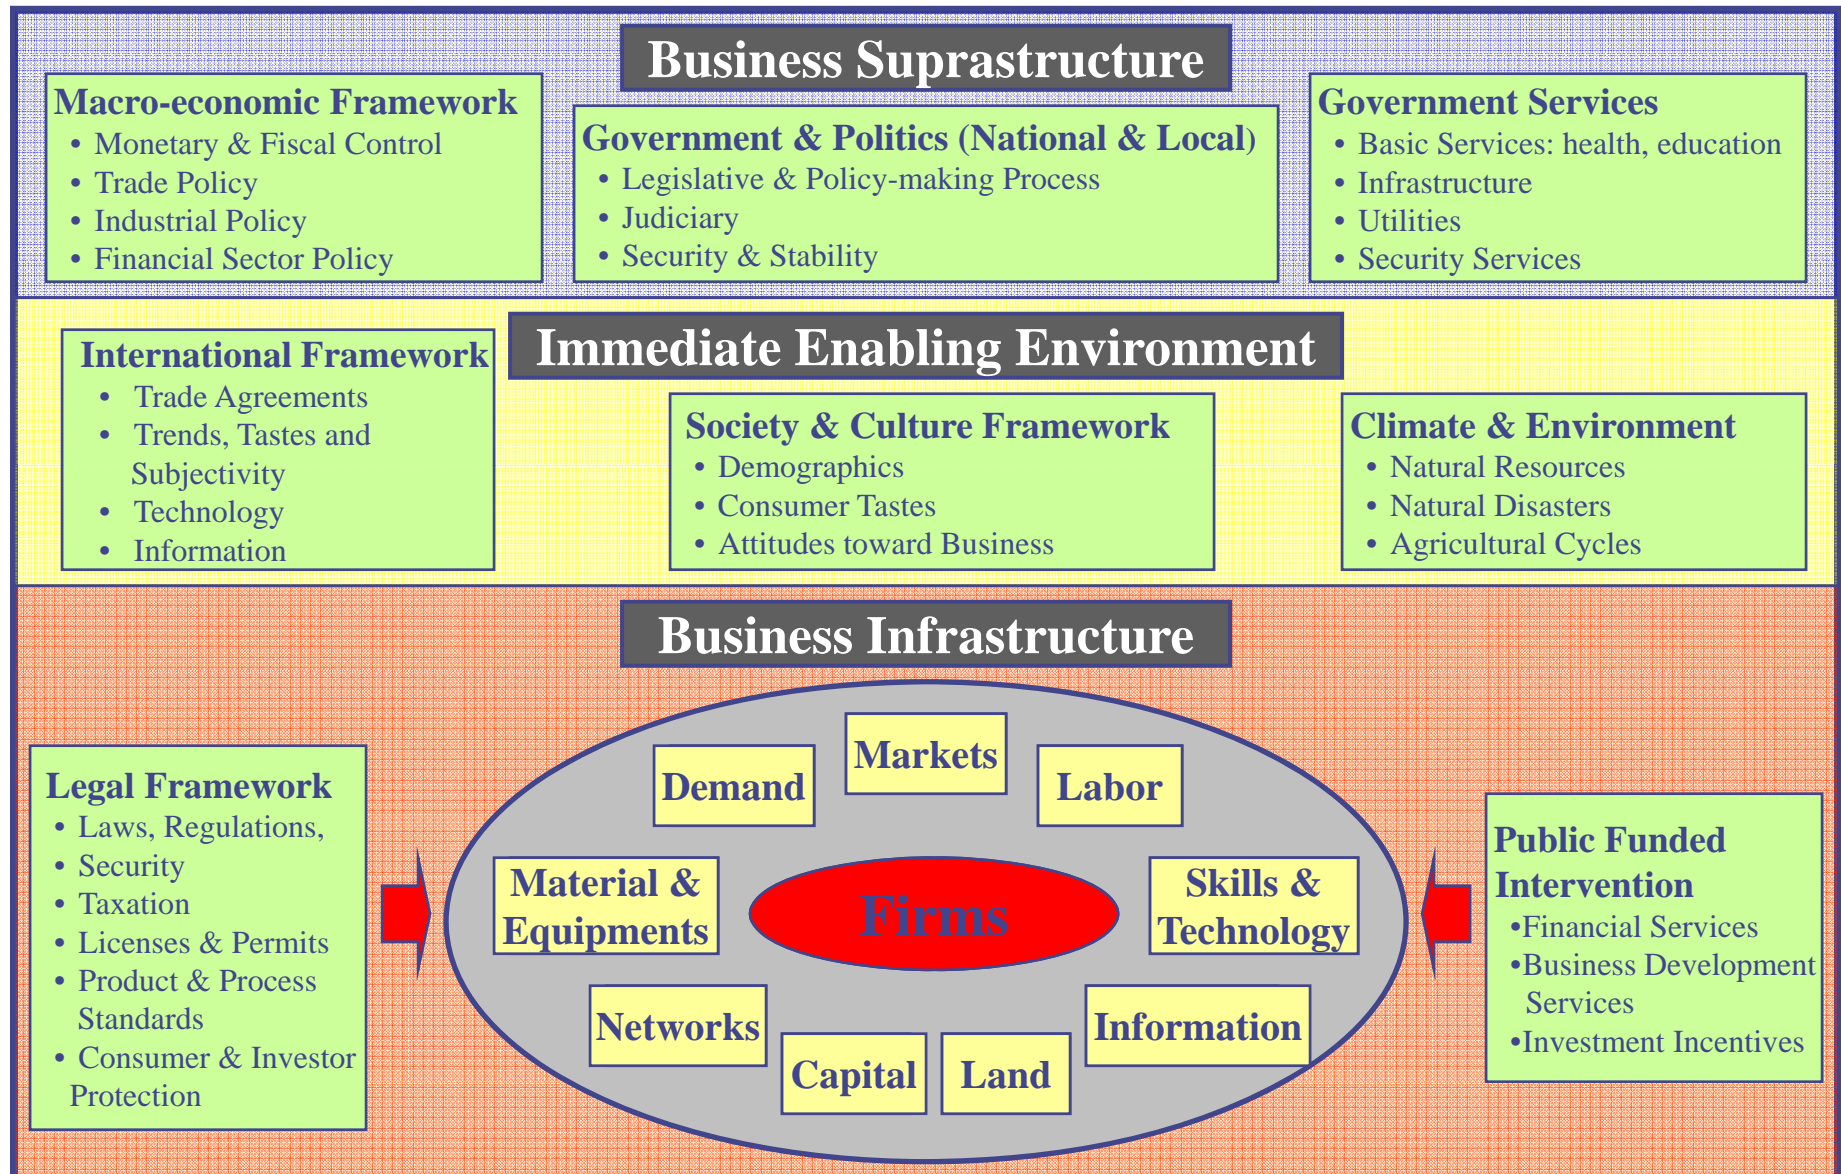 Business Suprastructure
Macro-economic Framework
• Monetary & Fiscal Control
• Trade Policy
• Industrial Policy
• Financial Sector Policy
Government & Politics (National & Local)
• Legislative & Policy-making Process
• Judiciary
• Security & Stability
Government Services
• Basic Services: health, education
• Infrastructure
• Utilities
• Security Services
Immediate Enabling Environment
International Framework
• Trade Agreements
• Trends, Tastes and
Subjectivity
• Technology
• Information
Society & Culture Framework
• Demographics
• Consumer Tastes
• Attitudes toward Business
Climate & Environment
• Natural Resources
• Natural Disasters
• Agricultural Cycles
Business Infrastructure
Legal Framework
• Laws, Regulations,
• Security
• Taxation
• Licenses & Permits
• Product & Process
Standards
• Consumer & Investor
Protection
Demand
Markets
Labor
Material &
Equipments
Firms
Skills &
Technology
Networks
Capital
Land
Information
Public Funded
Intervention
•Financial Services
•Business Development
Services
•Investment Incentives